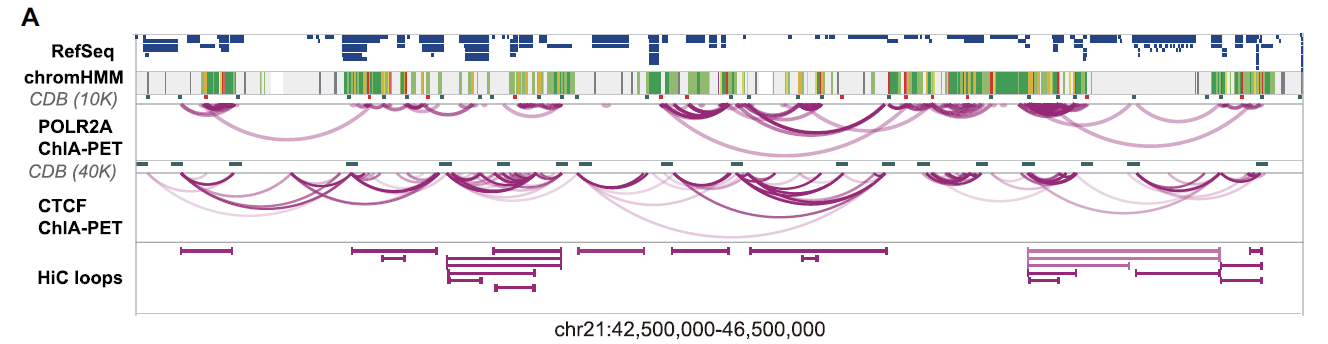 A
RefSeq
chromHMM
CDB (10K)
POLR2A
ChIA-PET
CDB (40K)
CTCF
ChIA-PET
HiC loops
chr21:42,500,000-46,500,000